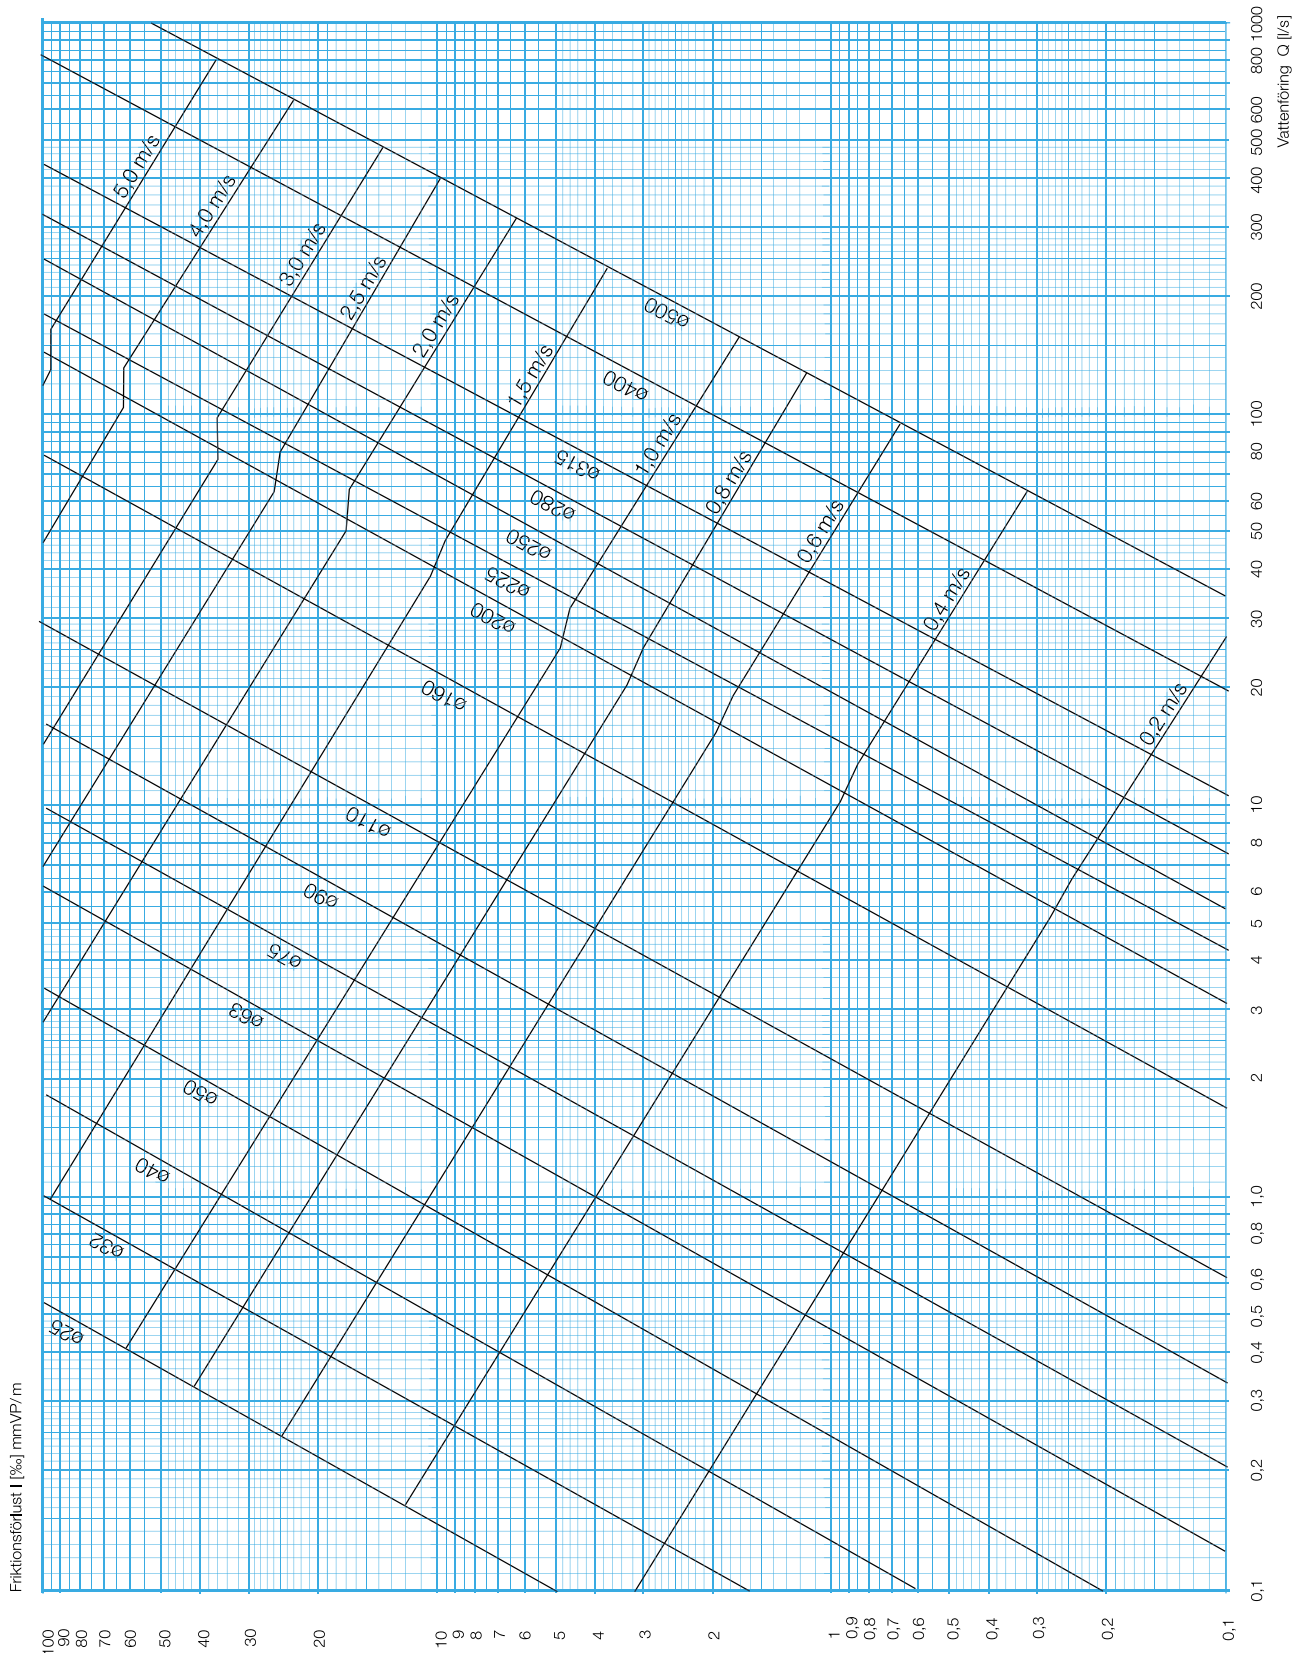 Vattenföring Q [l/s]
1000
800
600
500
400
300
200
100
80
60
50
40
30
20
10
8
6
5
4
3
2
1,0
0,8
0,6
0,5
0,4
0,3
0,2
0,1
5,0 m/s
4,0 m/s
3,0 m/s
2,5 m/s
2,0 m/s
1,5 m/s
1,0 m/s
0,8 m/s
0,6 m/s
0,4 m/s
0,2 m/s
ø500
ø400
ø315
ø280
ø250
ø225
ø200
ø160
ø110
ø90
ø75
ø63
ø50
ø40
ø32
ø25
Friktionsförlust I [‰] mmVP/m
100
90
80
70
60
50
40
30
20
10
9
8
7
6
5
4
3
2
1
0,9
0,8
0,7
0,6
0,5
0,4
0,3
0,2
0,1